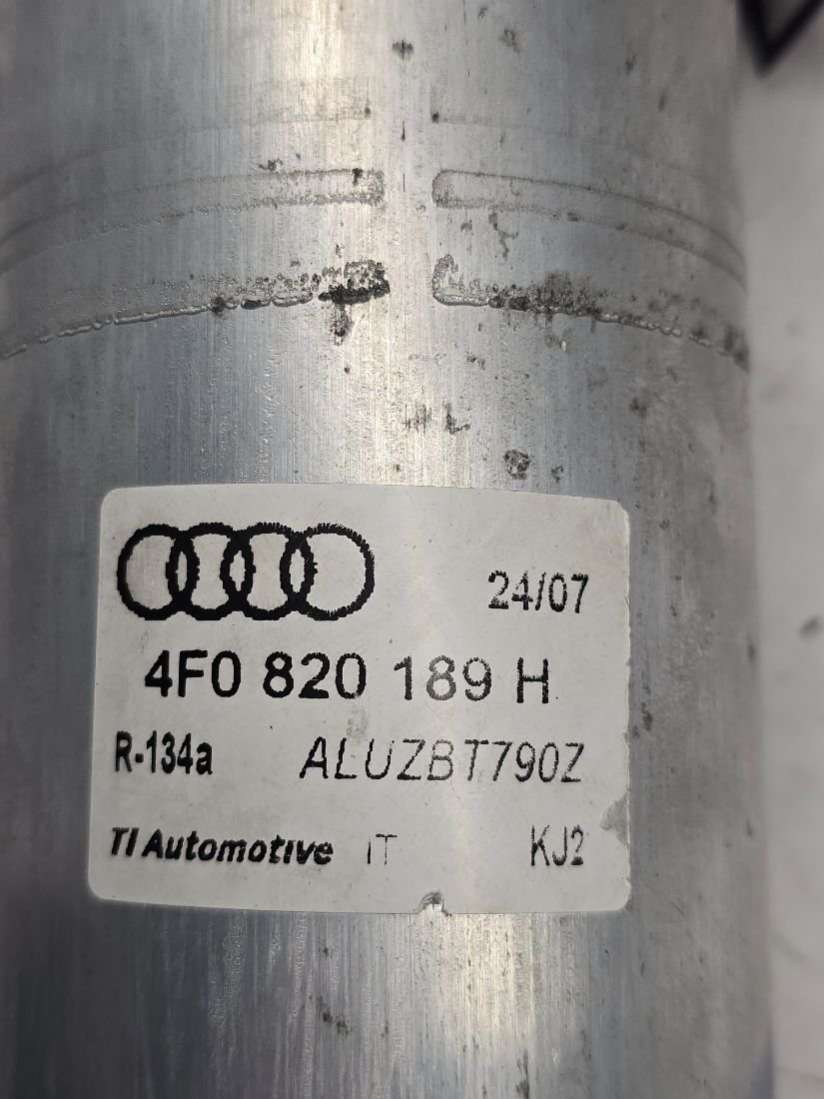 24/07
4F0 820 189 H
R-134a ALUZBT790Z
TI Automotive IT KJ2